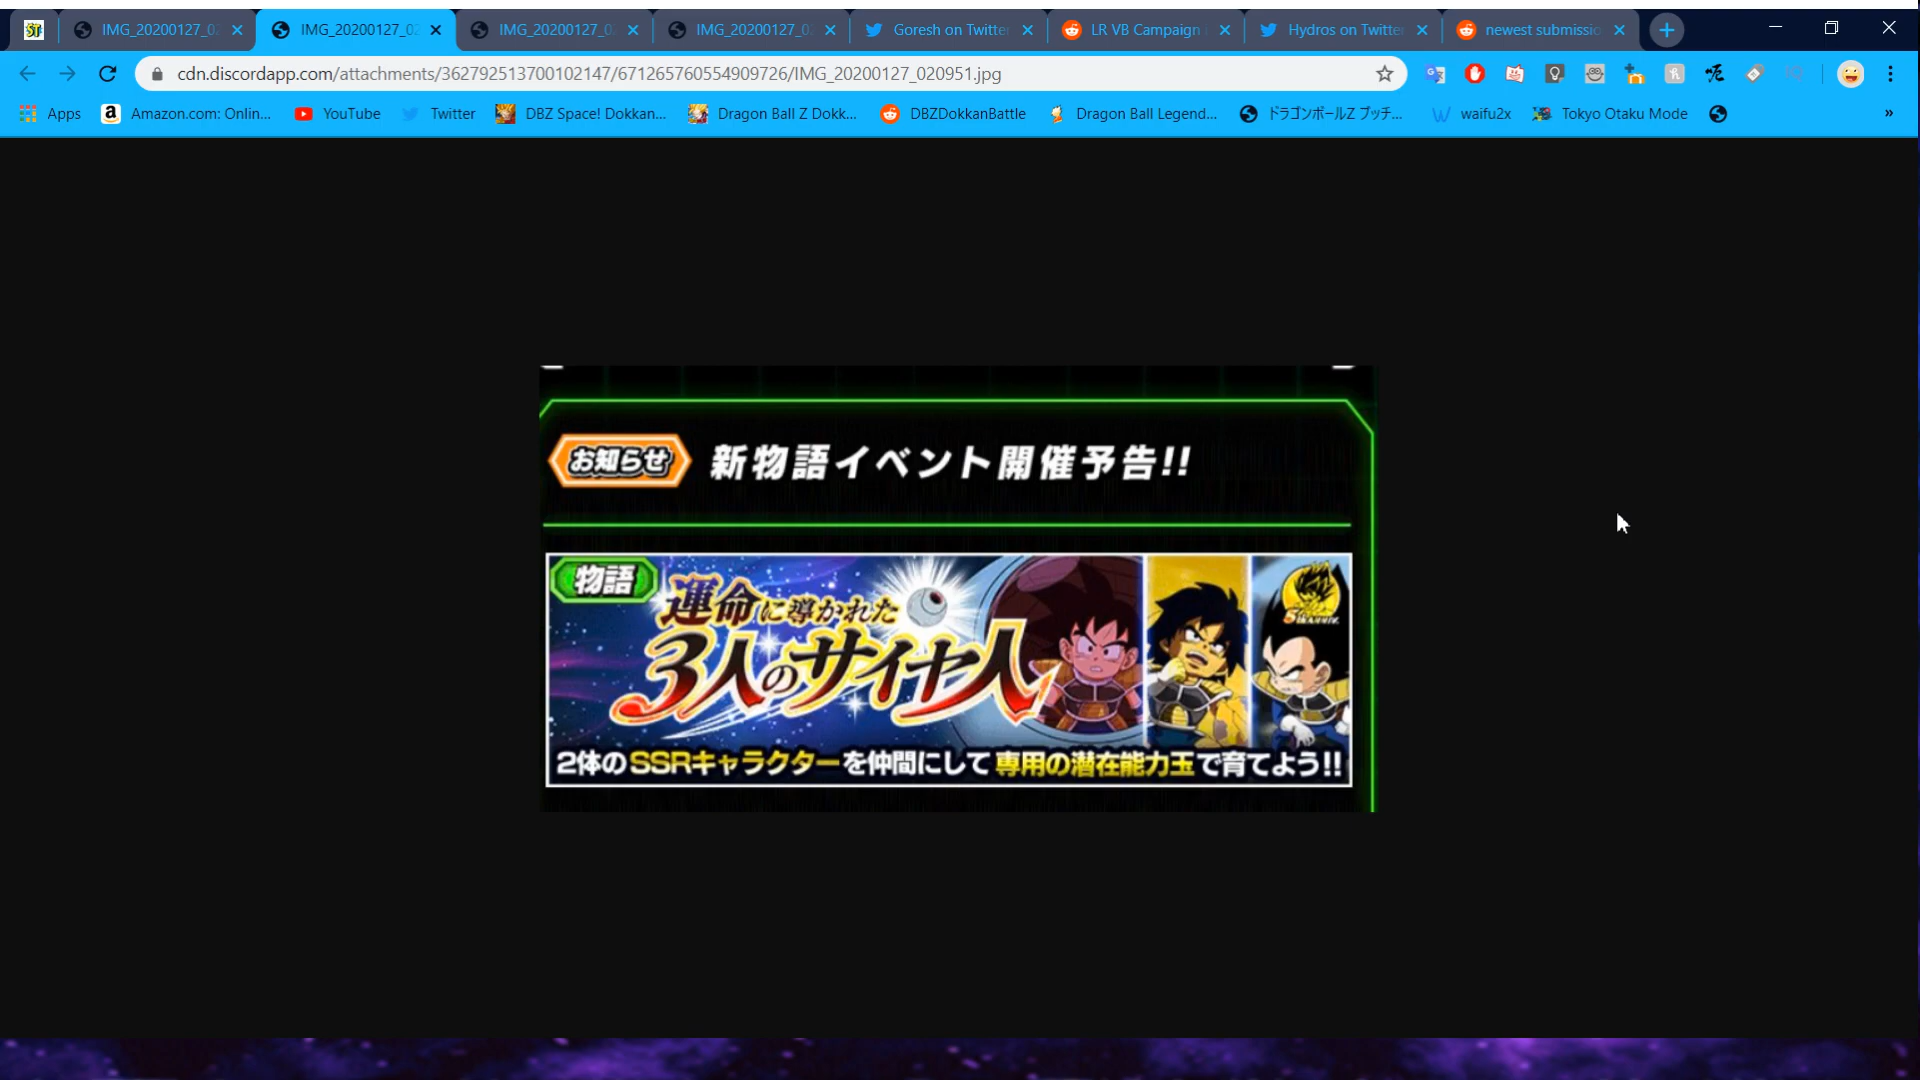 ST IMG_20200127_02 IMG_20200127_02 IMG_20200127_0 IMG_20200127_0 Goresh on Twitter LR VB Campaign Hydros on Twitter newest submissio
cdn.discordapp.com/attachments/362792513700102147/671265760554909726/IMG_20200127_020951.jpg
Apps Amazon.com: Onlin... YouTube Twitter DBZ Space! Dokkan... Dragon Ball Z Dokk... DBZDokkanBattle Dragon Ball Legend... ドラゴンボールZ ブッチ... waifu2x Tokyo Otaku Mode »
お知らせ 新物語イベント開催予告!!
物語
運命に導かれた
3人のサイヤ人
2体のSSRキャラクターを仲間にして専用の潜在能力玉で育てよう!!